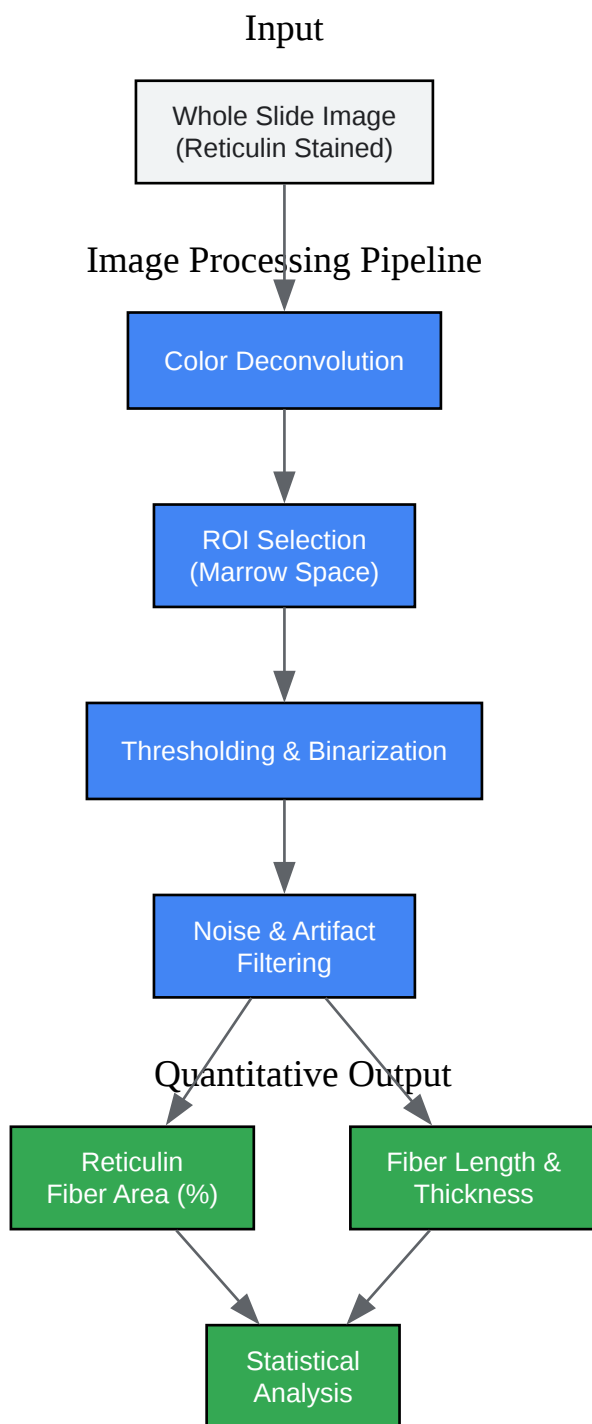 Input
Whole Slide Image
(Reticulin Stained)
Image Processing Pipeline
Color Deconvolution
ROI Selection
(Marrow Space)
Thresholding & Binarization
Noise & Artifact
Filtering
Quantitative Output
Reticulin
Fiber Area (%)
Fiber Length &
Thickness
Statistical
Analysis